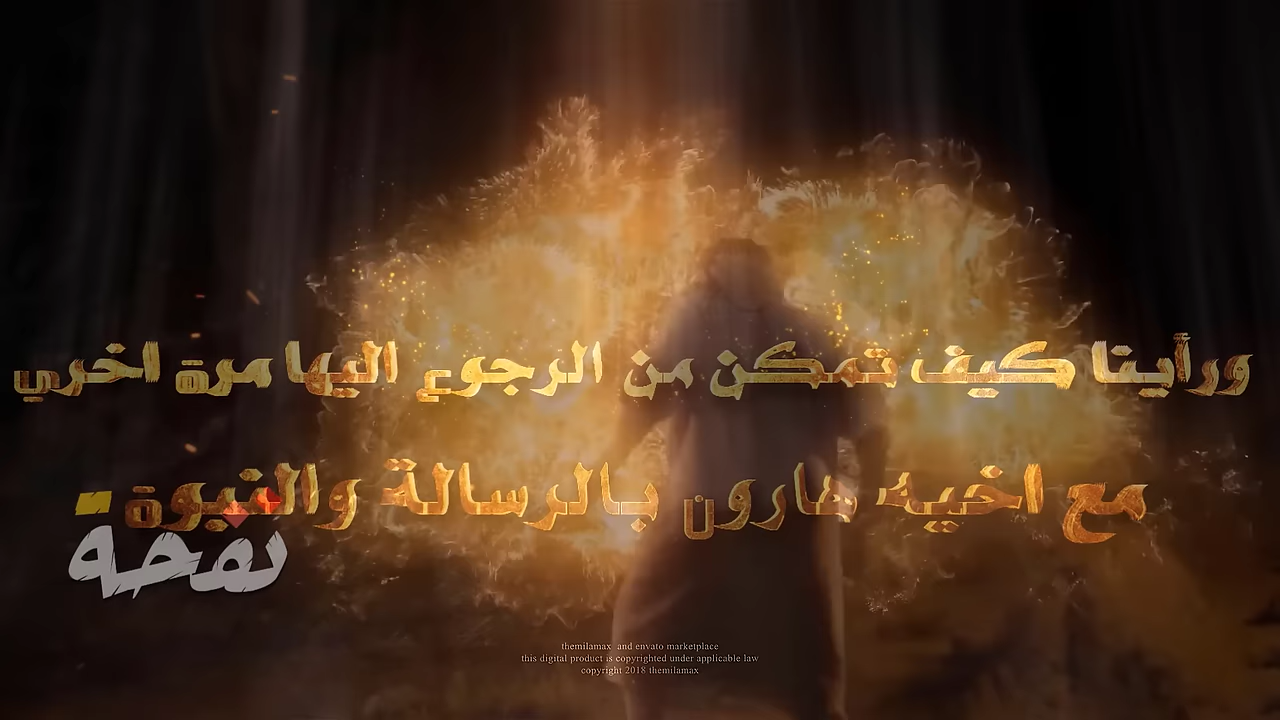 ورأينا كيف تمكن من الرجوع اليها مرة اخري
مع اخيه هارون بالرسالة والنبوة
نفحة
themilamax and envato marketplace
this digital product is copyrighted under applicable law
copyright 2018 themilamax